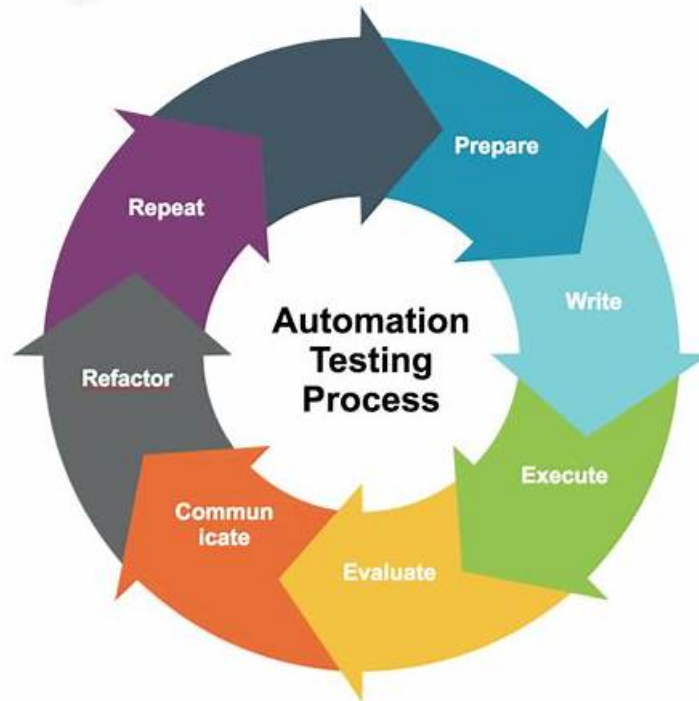 Prepare
Write
Execute
Evaluate
Commun
icate
Refactor
Repeat
Automation
Testing
Process